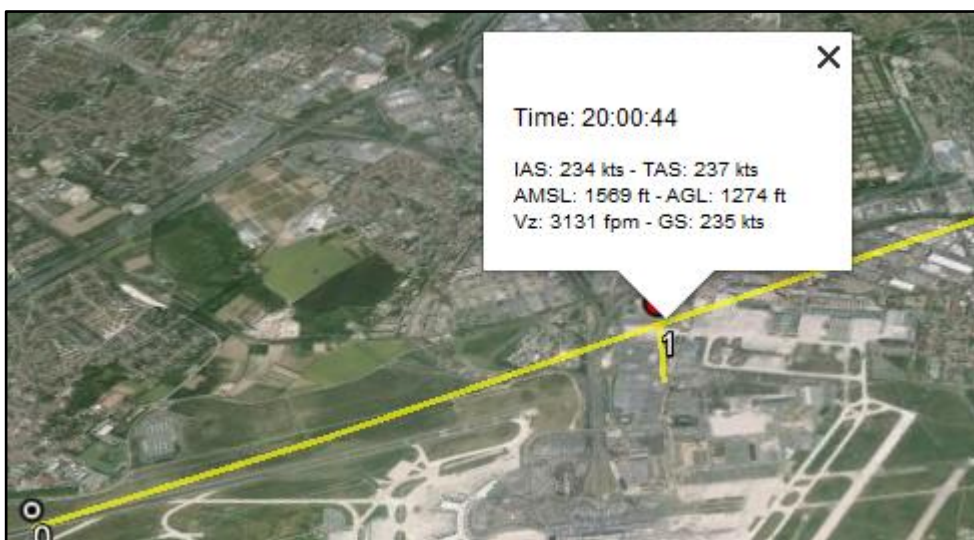 Time: 20:00:44
IAS: 234 kts - TAS: 237 kts
AMSL: 1569 ft - AGL: 1274 ft
Vz: 3131 fpm - GS: 235 kts
1
0